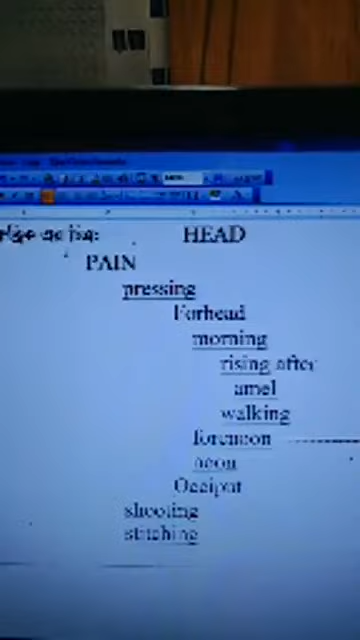 HEAD
PAIN
pressing
Forhead
morning
rising after
amel
walking
forenoon
noon
Occiput
shooting
stitching